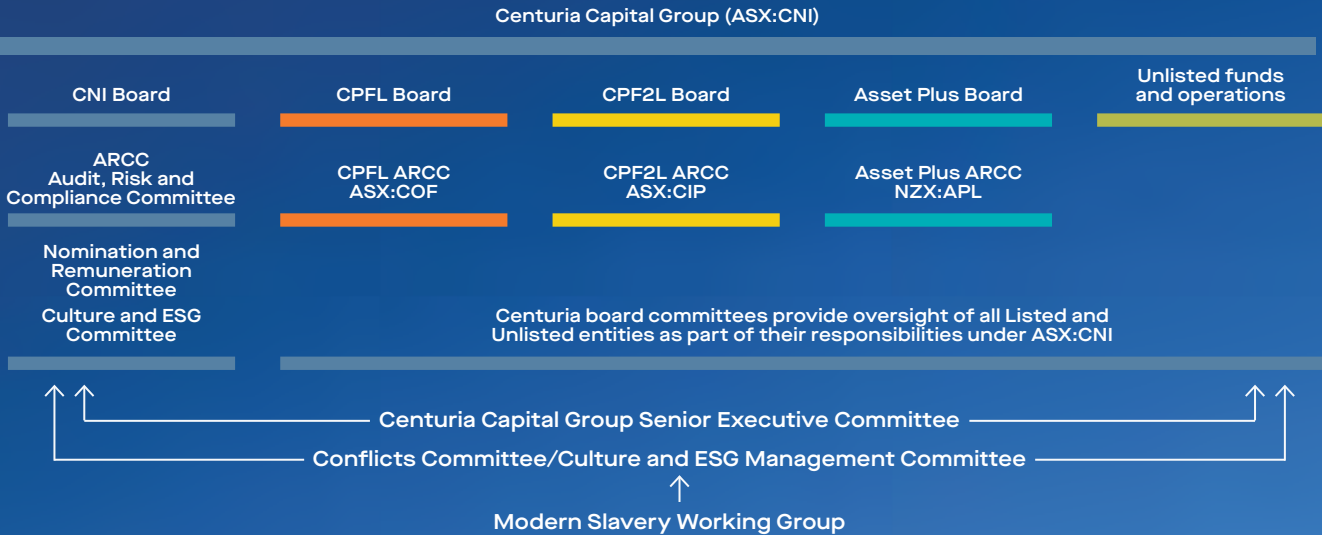 Centuria Capital Group (ASX:CNI)
CNI Board
CPFL Board
CPF2L Board
Asset Plus Board
Unlisted funds
and operations
ARCC
Audit, Risk and
Compliance Committee
CPFL ARCC
ASX:COF
CPF2L ARCC
ASX:CIP
Asset Plus ARCC
NZX:APL
Nomination and
Remuneration
Committee
Culture and ESG
Committee
Centuria board committees provide oversight of all Listed and
Unlisted entities as part of their responsibilities under ASX:CNI
Centuria Capital Group Senior Executive Committee
Conflicts Committee/Culture and ESG Management Committee
Modern Slavery Working Group